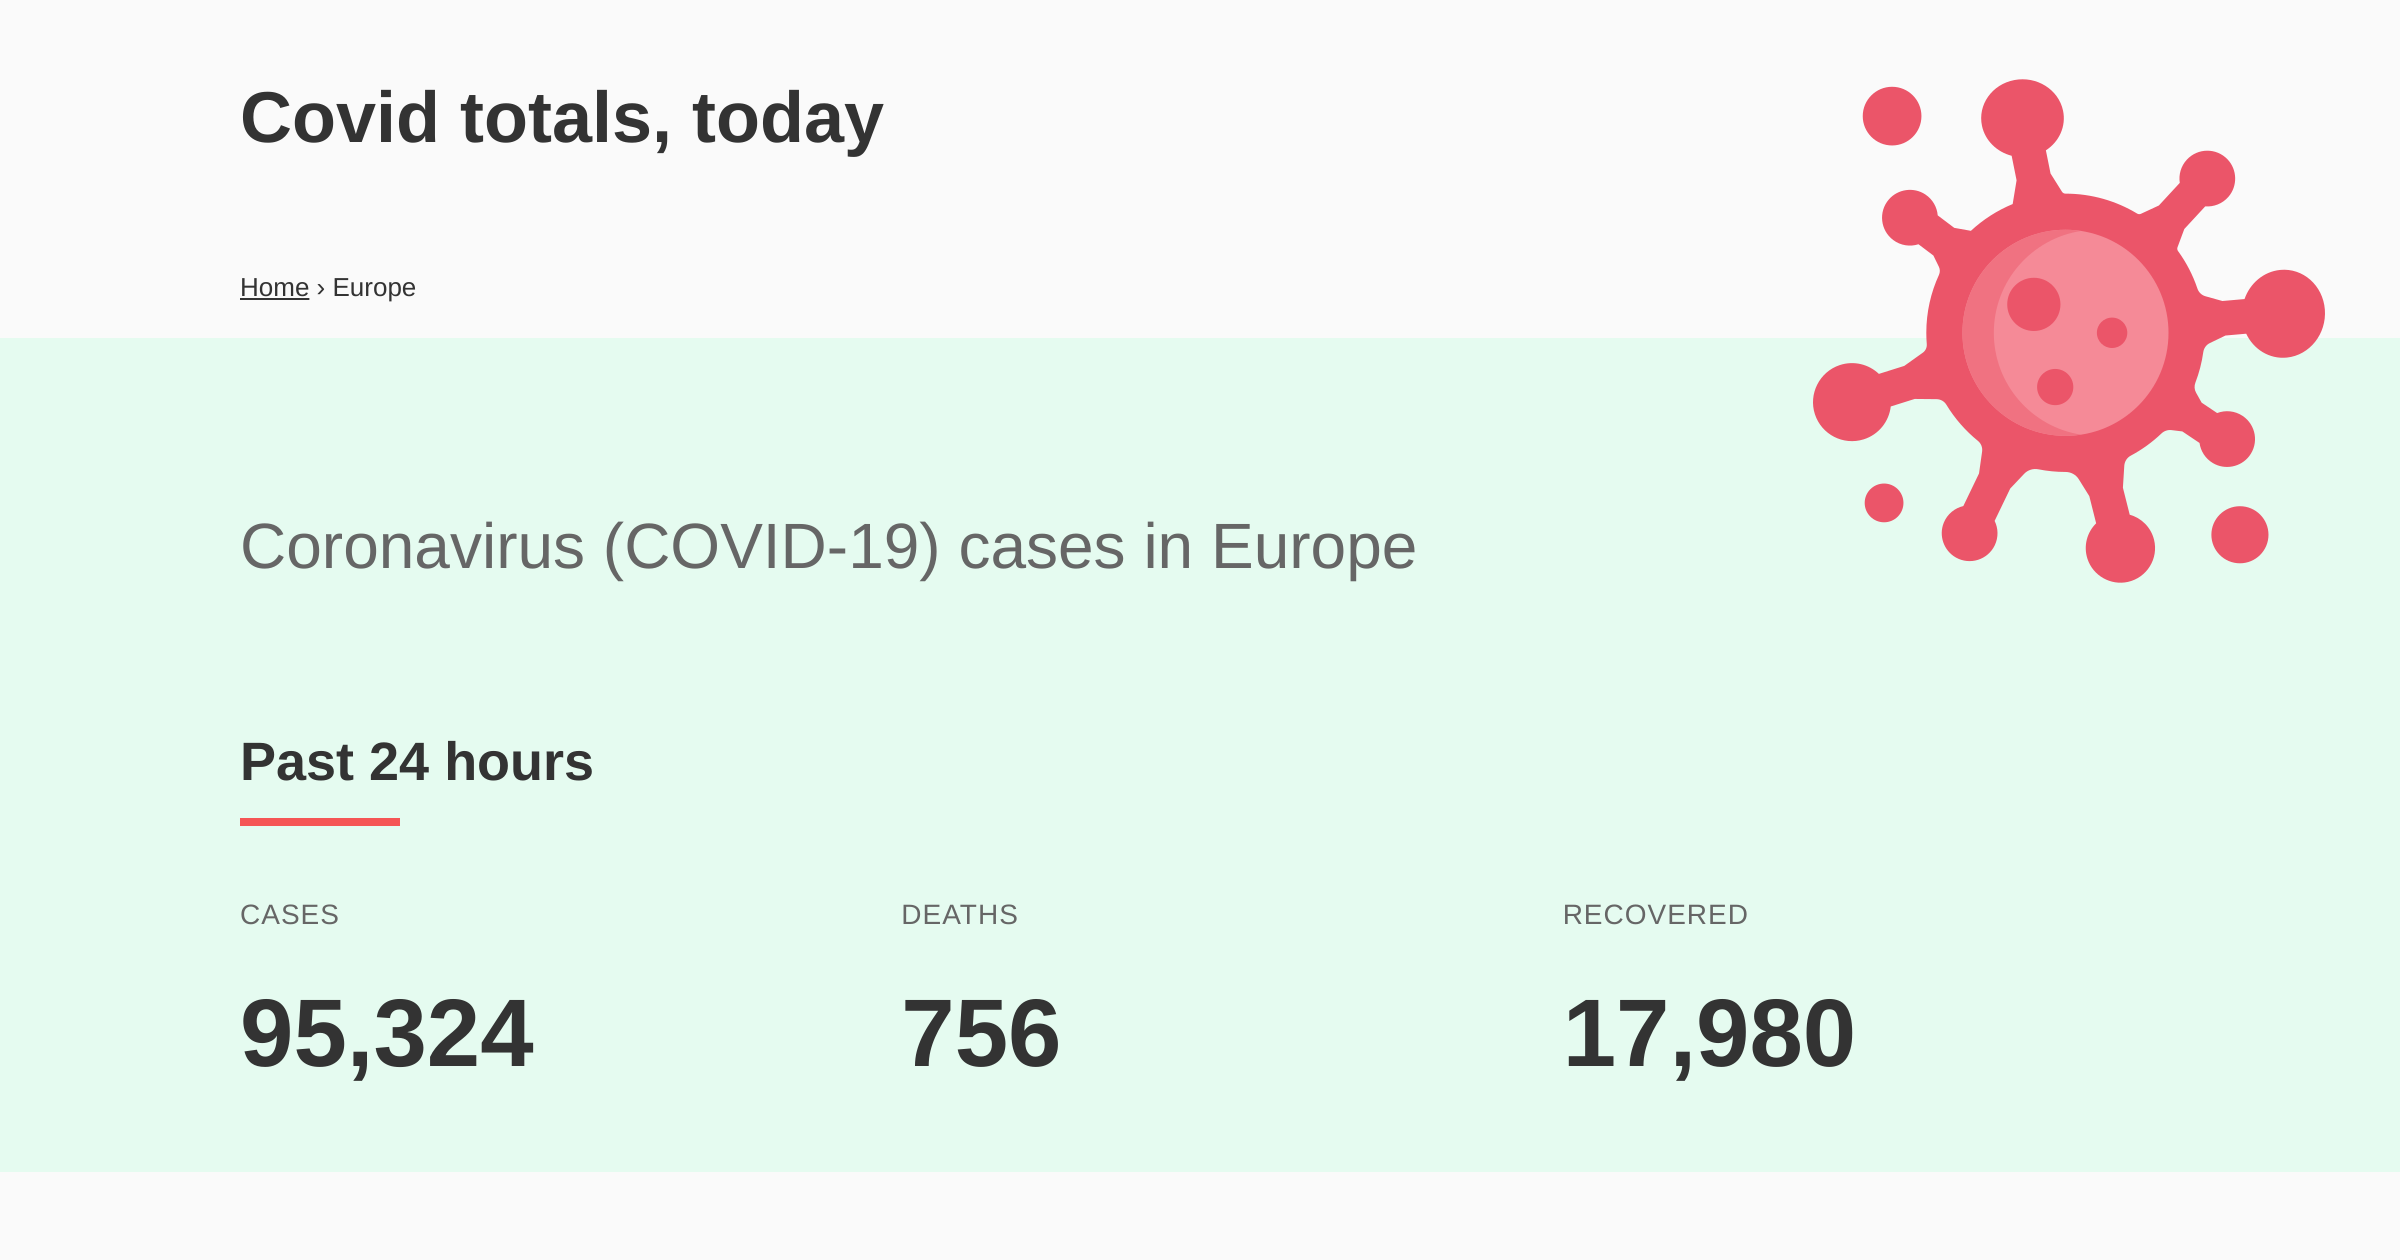 Covid totals, today
Home › Europe
Coronavirus (COVID-19) cases in Europe
Past 24 hours
CASES DEATHS RECOVERED
95,324 756 17,980